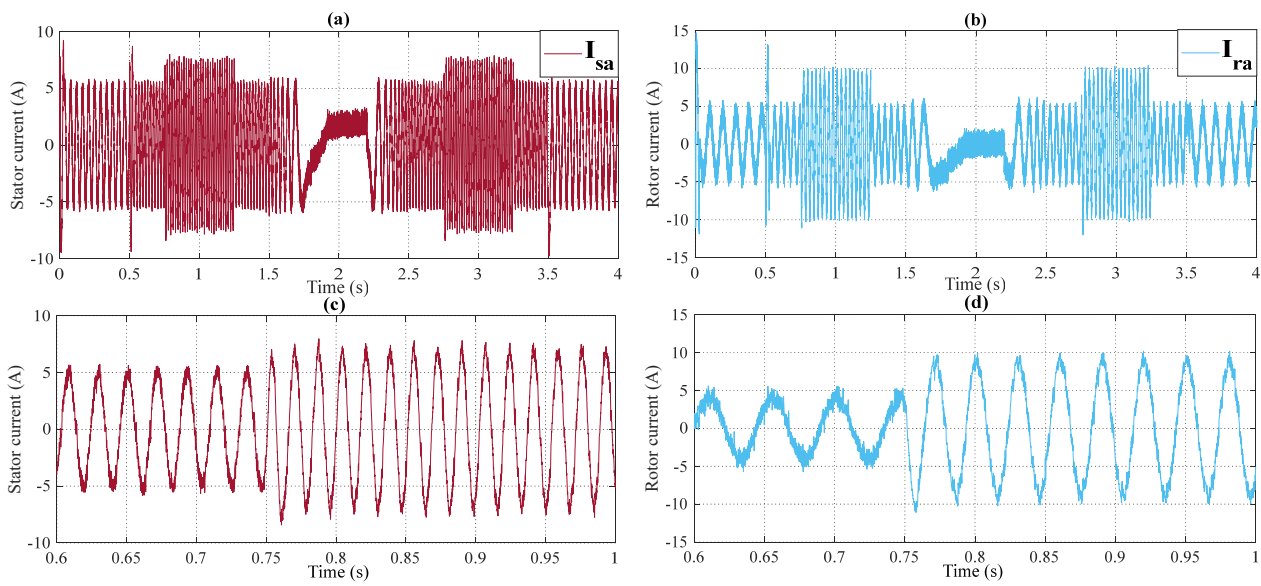 (a)
10
5
0
-5
-10
Stator current (A)
I_sa
0 0.5 1 1.5 2 2.5 3 3.5 4
Time (s)
(b)
15
10
5
0
-5
-10
-15
Rotor current (A)
I_ra
0 0.5 1 1.5 2 2.5 3 3.5 4
Time (s)
(c)
10
5
0
-5
-10
Stator current (A)
0.6 0.65 0.7 0.75 0.8 0.85 0.9 0.95 1
Time (s)
(d)
15
10
5
0
-5
-10
-15
Rotor current (A)
0.6 0.65 0.7 0.75 0.8 0.85 0.9 0.95 1
Time (s)